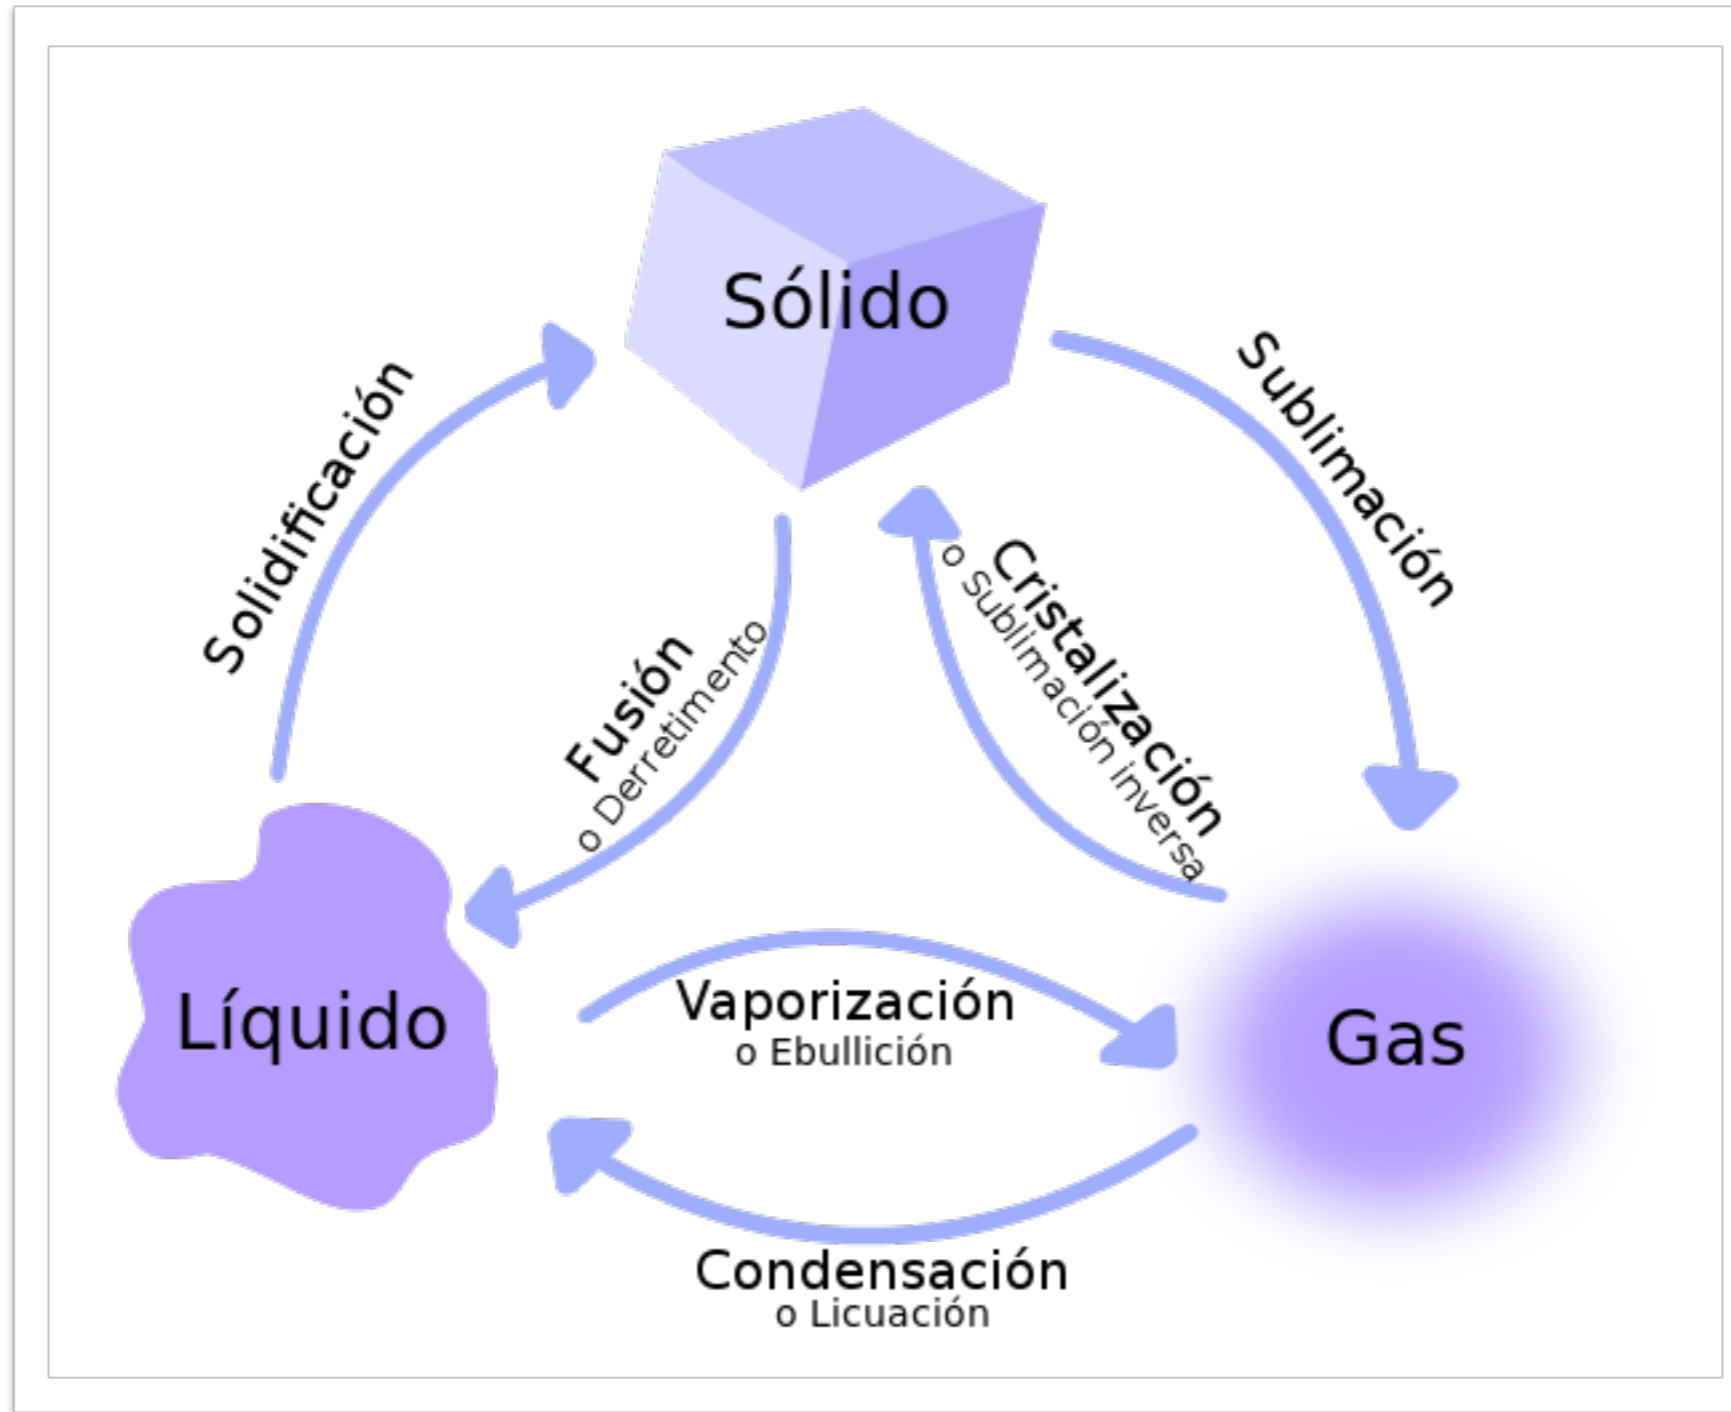 Sólido
Solidificación
Sublimación
Fusión
o Derretimento
Cristalización
o Sublimación inversa
Líquido
Vaporización
o Ebullición
Gas
Condensación
o Licuación